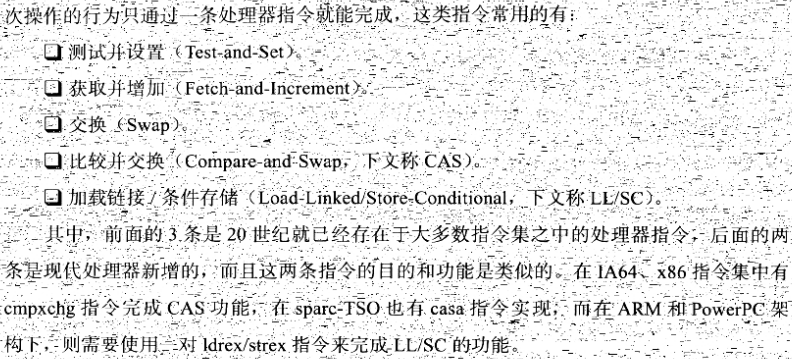 次操作的行为只通过一条处理器指令就能完成，这类指令常用的有：
❑ 测试并设置（Test-and-Set）。
❑ 获取并增加（Fetch-and-Increment）。
❑ 交换（Swap）。
❑ 比较并交换（Compare-and-Swap，下文称 CAS）。
❑ 加载链接 / 条件存储（Load-Linked/Store-Conditional，下文称 LL/SC）。
其中，前面的 3 条是 20 世纪就已经存在于大多数指令集之中的处理器指令，后面的两
条是现代处理器新增的，而且这两条指令的目的和功能是类似的。在 IA64、x86 指令集中有
cmpxchg 指令完成 CAS 功能，在 sparc-TSO 也有 casa 指令实现，而在 ARM 和 PowerPC 架
构下，则需要使用一对 ldrex/strex 指令来完成 LL/SC 的功能。